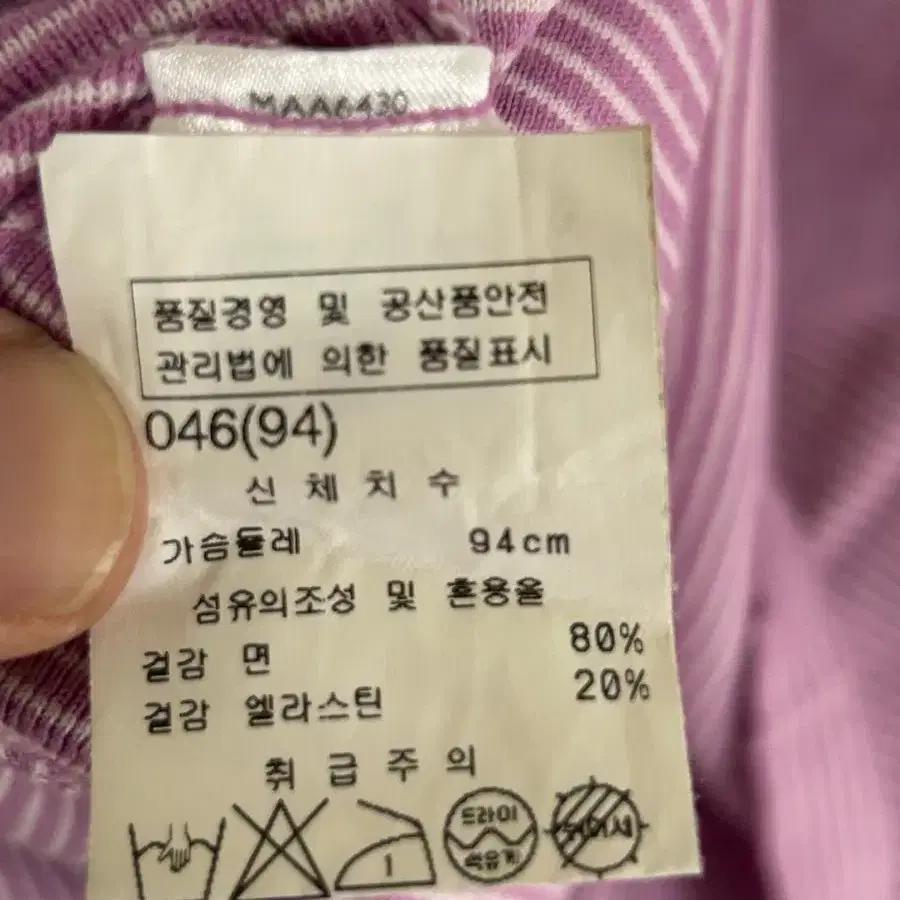 MAA6430
품질경영 및 공산품안전
관리법에 의한 품질표시
046(94)
신 체 치 수
가슴둘레 94cm
섬유의조성 및 혼용율
겉감 면 80%
겉감 엘라스틴 20%
취 급 주 의
1
드라이
석유계